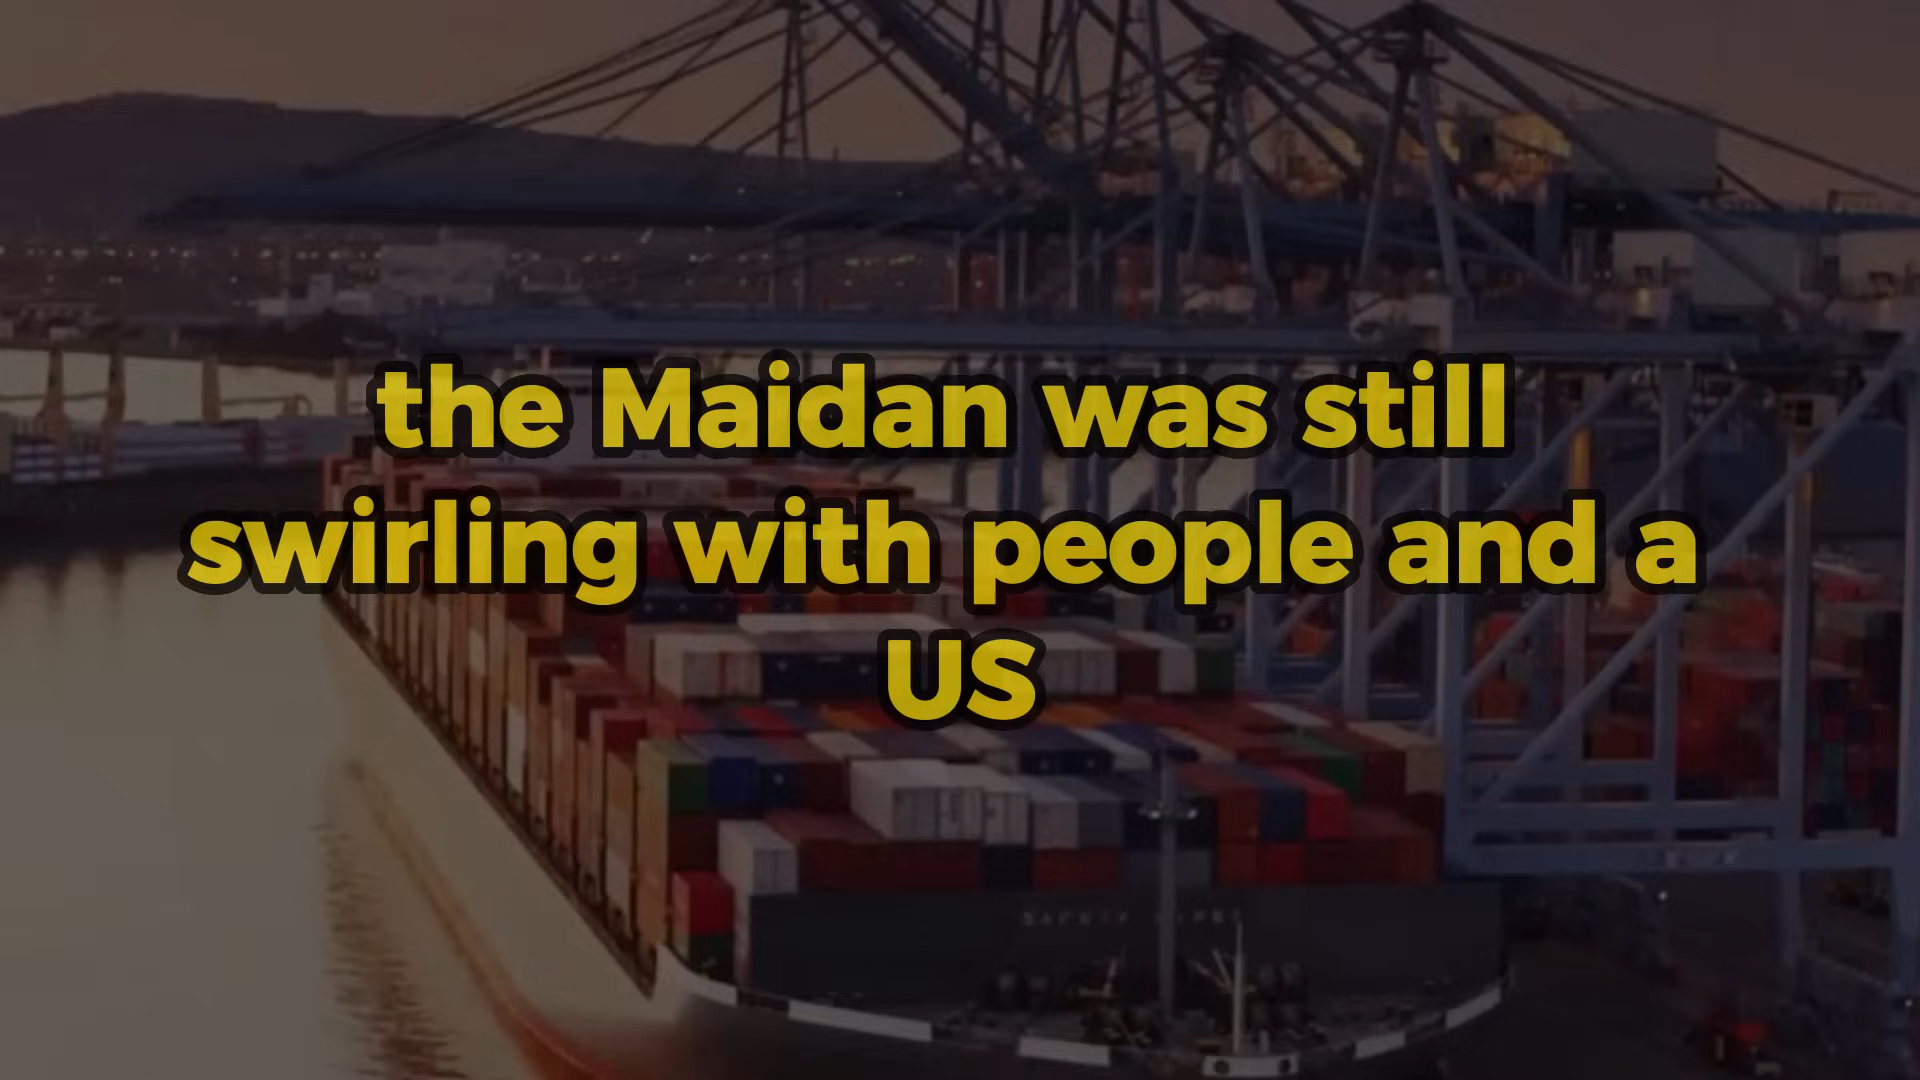 the Maidan was still
swirling with people and a
US